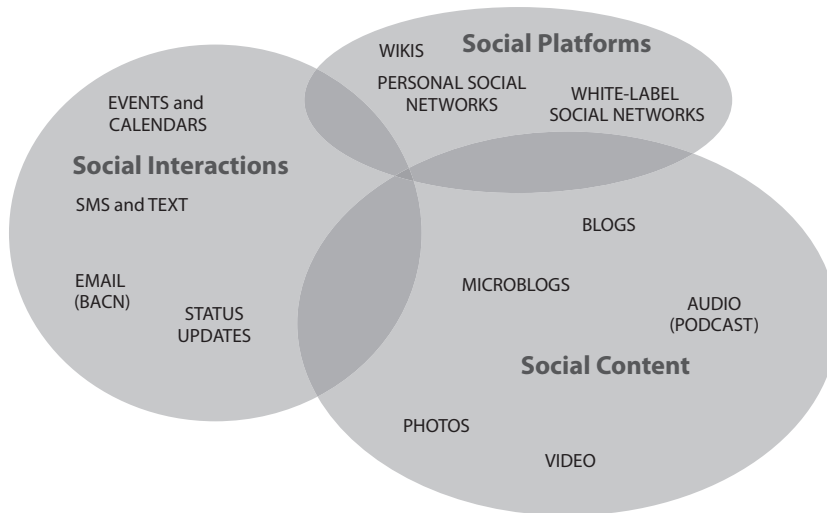 WIKIS
Social Platforms
PERSONAL SOCIAL
NETWORKS
WHITE-LABEL
SOCIAL NETWORKS
EVENTS and
CALENDARS
Social Interactions
SMS and TEXT
EMAIL
(BACN)
STATUS
UPDATES
BLOGS
MICROBLOGS
AUDIO
(PODCAST)
Social Content
PHOTOS
VIDEO